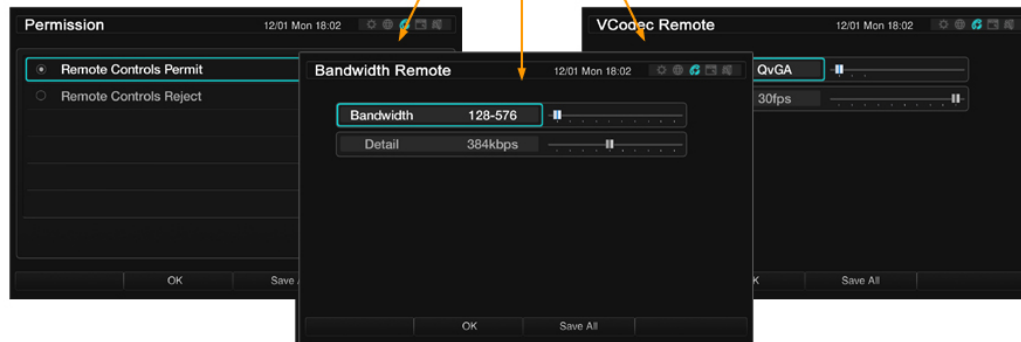 Permission 12/01 Mon 18:02
Remote Controls Permit
Remote Controls Reject
OK Save
Bandwidth Remote 12/01 Mon 18:02
Bandwidth 128-576
Detail 384kbps
OK Save All
VCodec Remote 12/01 Mon 18:02
QvGA
30fps
K Save All